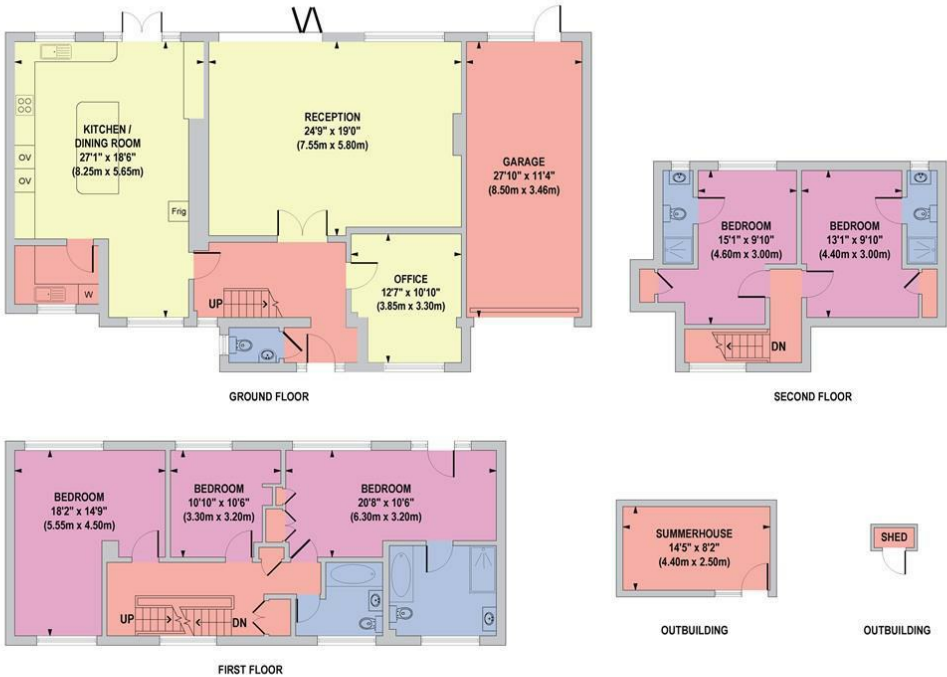 KITCHEN /
DINING ROOM
27'1" x 18'6"
(8.25m x 5.65m)
OV
OV
Frig
W
RECEPTION
24'9" x 19'0"
(7.55m x 5.80m)
GARAGE
27'10" x 11'4"
(8.50m x 3.46m)
UP
OFFICE
12'7" x 10'10"
(3.85m x 3.30m)
GROUND FLOOR
BEDROOM
15'1" x 9'10"
(4.60m x 3.00m)
BEDROOM
13'1" x 9'10"
(4.40m x 3.00m)
DN
SECOND FLOOR
BEDROOM
18'2" x 14'9"
(5.55m x 4.50m)
BEDROOM
10'10" x 10'6"
(3.30m x 3.20m)
BEDROOM
20'8" x 10'6"
(6.30m x 3.20m)
UP
DN
FIRST FLOOR
SUMMERHOUSE
14'5" x 8'2"
(4.40m x 2.50m)
OUTBUILDING
SHED
OUTBUILDING